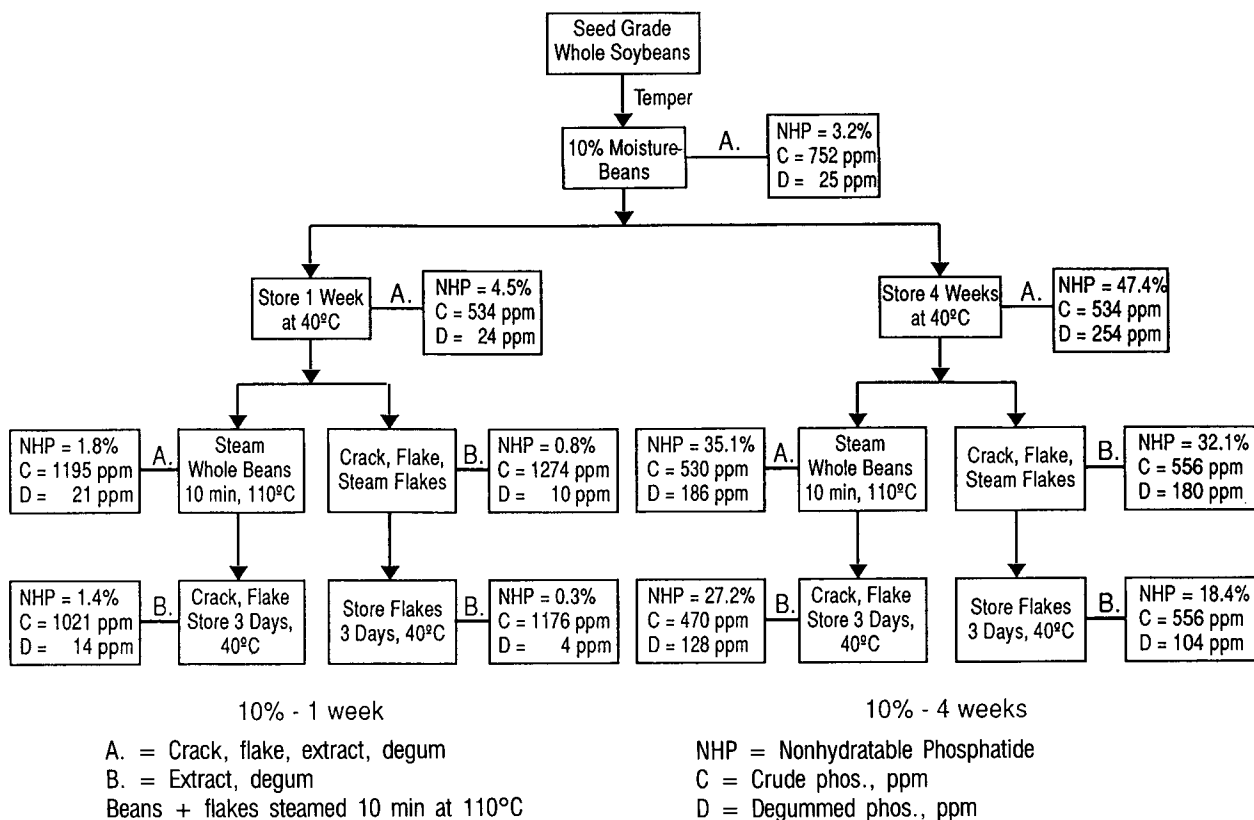 Seed Grade
Whole Soybeans
Temper
10% Moisture-
Beans
A.
NHP = 3.2%
C = 752 ppm
D = 25 ppm
Store 1 Week
at 40ºC
A.
NHP = 4.5%
C = 534 ppm
D = 24 ppm
Store 4 Weeks
at 40ºC
A.
NHP = 47.4%
C = 534 ppm
D = 254 ppm
NHP = 1.8%
C = 1195 ppm
D = 21 ppm
A.
Steam
Whole Beans
10 min, 110ºC
Crack, Flake,
Steam Flakes
B.
NHP = 0.8%
C = 1274 ppm
D = 10 ppm
NHP = 35.1%
C = 530 ppm
D = 186 ppm
A.
Steam
Whole Beans
10 min, 110ºC
Crack, Flake,
Steam Flakes
B.
NHP = 32.1%
C = 556 ppm
D = 180 ppm
NHP = 1.4%
C = 1021 ppm
D = 14 ppm
B.
Crack, Flake
Store 3 Days,
40ºC
Store Flakes
3 Days, 40ºC
B.
NHP = 0.3%
C = 1176 ppm
D = 4 ppm
NHP = 27.2%
C = 470 ppm
D = 128 ppm
B.
Crack, Flake
Store 3 Days,
40ºC
Store Flakes
3 Days, 40ºC
B.
NHP = 18.4%
C = 556 ppm
D = 104 ppm
10% - 1 week
10% - 4 weeks
A. = Crack, flake, extract, degum
B. = Extract, degum
Beans + flakes steamed 10 min at 110°C
NHP = Nonhydratable Phosphatide
C = Crude phos., ppm
D = Degummed phos., ppm